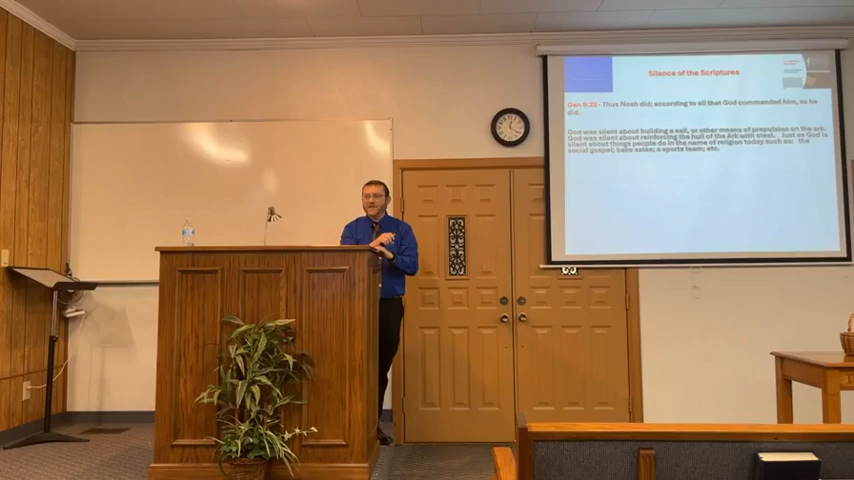 Silence of the Scriptures
Gen 6:22 - Thus Noah did; according to all that God commanded him, so he
did.
God was silent about building a sail, or other means of propulsion on the ark.
God was silent about reinforcing the hull of the Ark with steel. Just as God is
silent about things people do in the name of religion today such as: the
social gospel; bake sales; a sports team; etc.